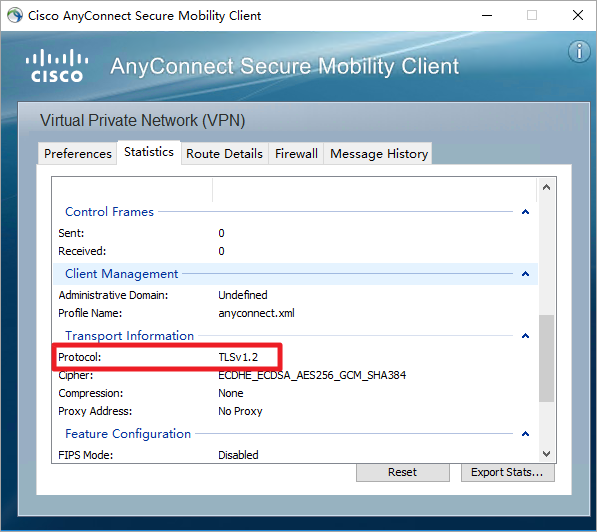 Cisco AnyConnect Secure Mobility Client
CISCO
AnyConnect Secure Mobility Client
Virtual Private Network (VPN)
Preferences Statistics Route Details Firewall Message History
Control Frames
Sent: 0
Received: 0
Client Management
Administrative Domain: Undefined
Profile Name: anyconnect.xml
Transport Information
Protocol: TLSv1.2
Cipher: ECDHE_ECDSA_AES256_GCM_SHA384
Compression: None
Proxy Address: No Proxy
Feature Configuration
FIPS Mode: Disabled
Reset Export Stats...